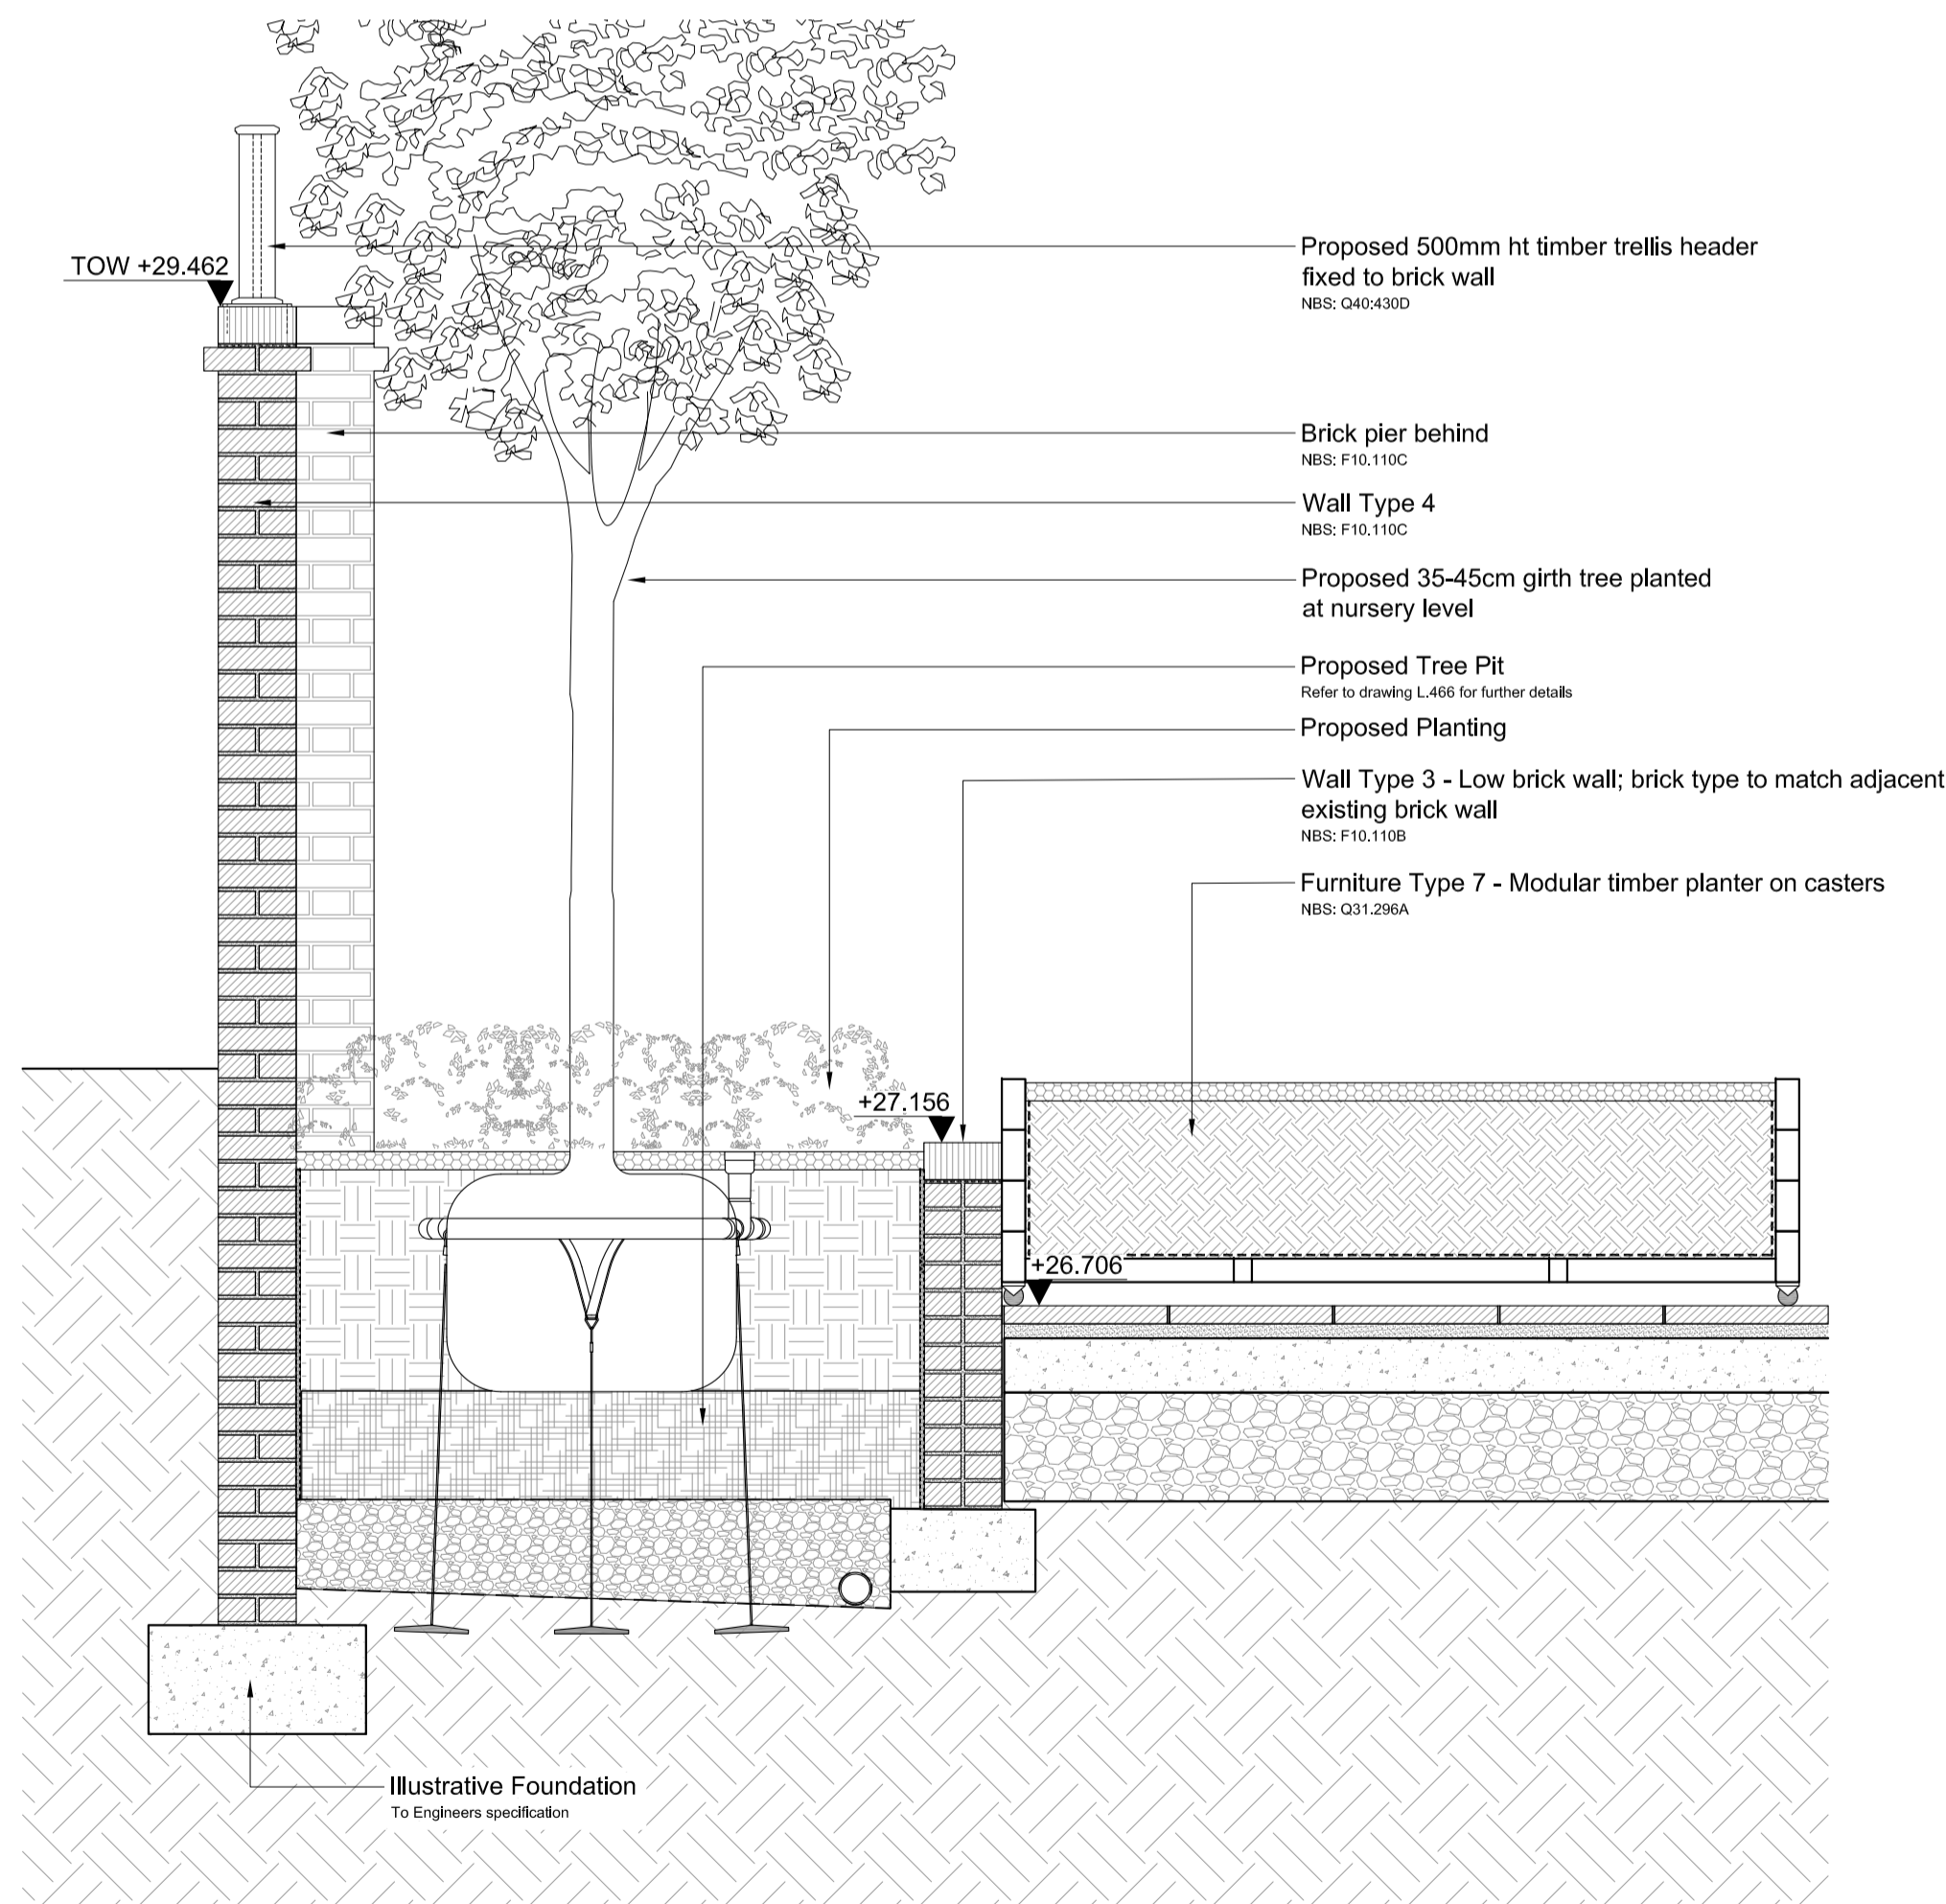 TOW +29.462
Proposed 500mm ht timber trellis header
fixed to brick wall
NBS: Q40:430D
Brick pier behind
NBS: F10.110C
Wall Type 4
NBS: F10.110C
Proposed 35-45cm girth tree planted
at nursery level
Proposed Tree Pit
Refer to drawing L.466 for further details
Proposed Planting
Wall Type 3 - Low brick wall; brick type to match adjacent
existing brick wall
NBS: F10.110B
Furniture Type 7 - Modular timber planter on casters
NBS: Q31.296A
+27.156
+26.706
Illustrative Foundation
To Engineers specification